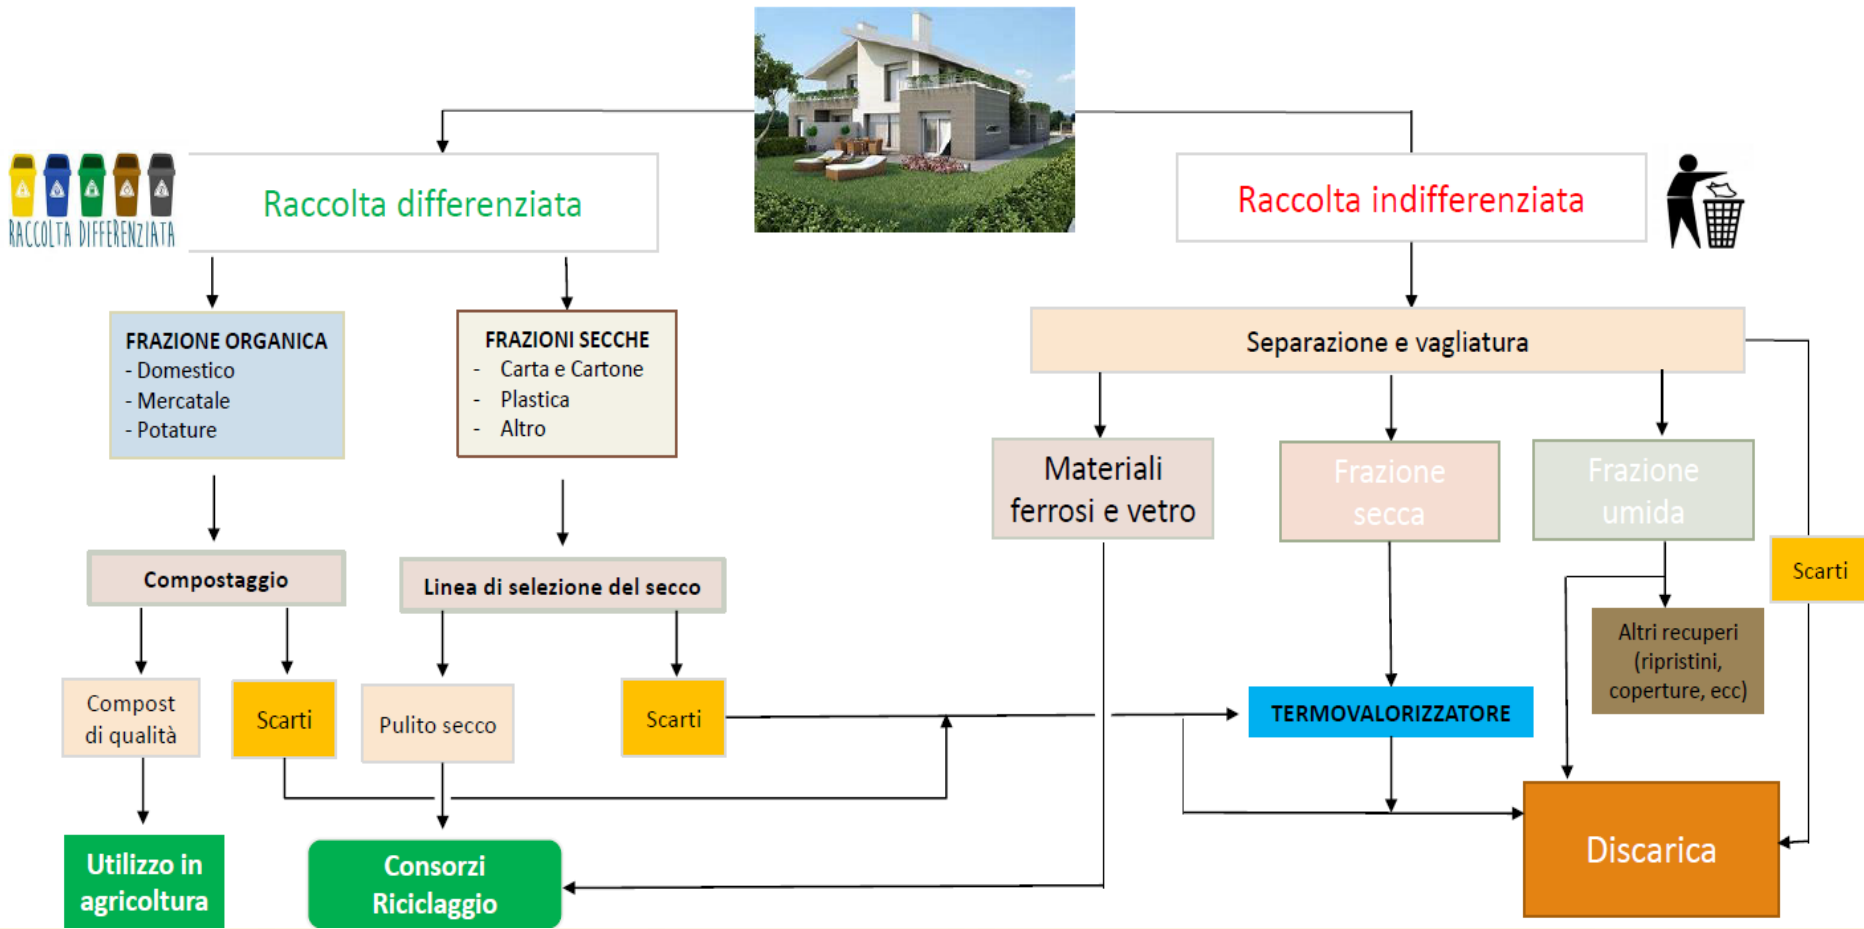 RACCOLTA DIFFERENZIATA
Raccolta differenziata
Raccolta indifferenziata
FRAZIONE ORGANICA
- Domestico
- Mercatale
- Potature
FRAZIONI SECCHE
- Carta e Cartone
- Plastica
- Altro
Separazione e vagliatura
Materiali
ferrosi e vetro
Frazione
secca
Frazione
umida
Scarti
Compostaggio
Linea di selezione del secco
Altri recuperi
(ripristini,
coperture, ecc)
Compost
di qualità
Scarti
Pulito secco
Scarti
TERMOVALORIZZATORE
Utilizzo in
agricoltura
Consorzi
Riciclaggio
Discarica